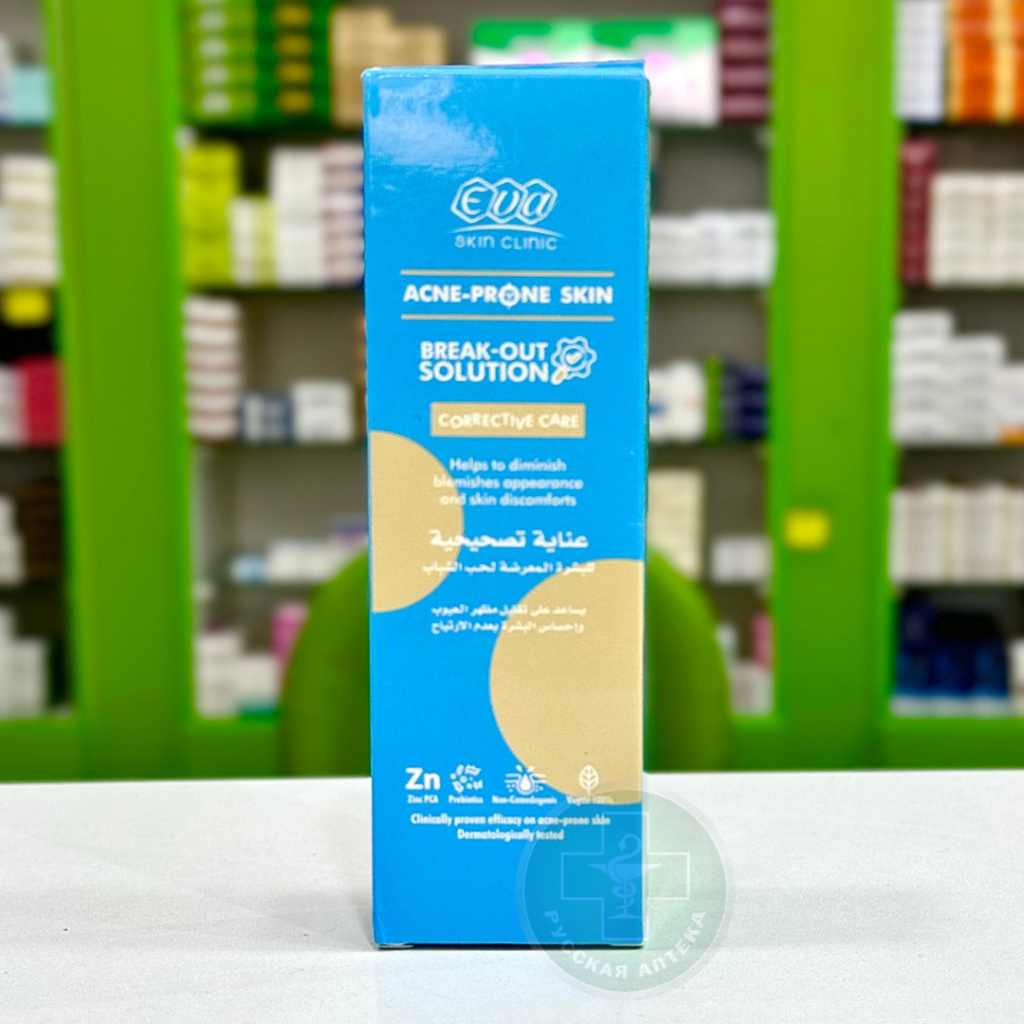 Eva
SKIN CLINIC
ACNE-PRONE SKIN
BREAK-OUT
SOLUTION
CORRECTIVE CARE
Helps to diminish
blemishes appearance
and skin discomforts
عناية تصحيحية
للبشرة المعرضة لحب الشباب
يساعد على تقليل مظهر العيوب
وإحساس البشرة بعدم الارتياح
Zn
Zinc PCA Prebiotics Non-Comedogenic Vegan 100%
Clinically proven efficacy on acne-prone skin
Dermatologically tested
РУССКАЯ АПТЕКА